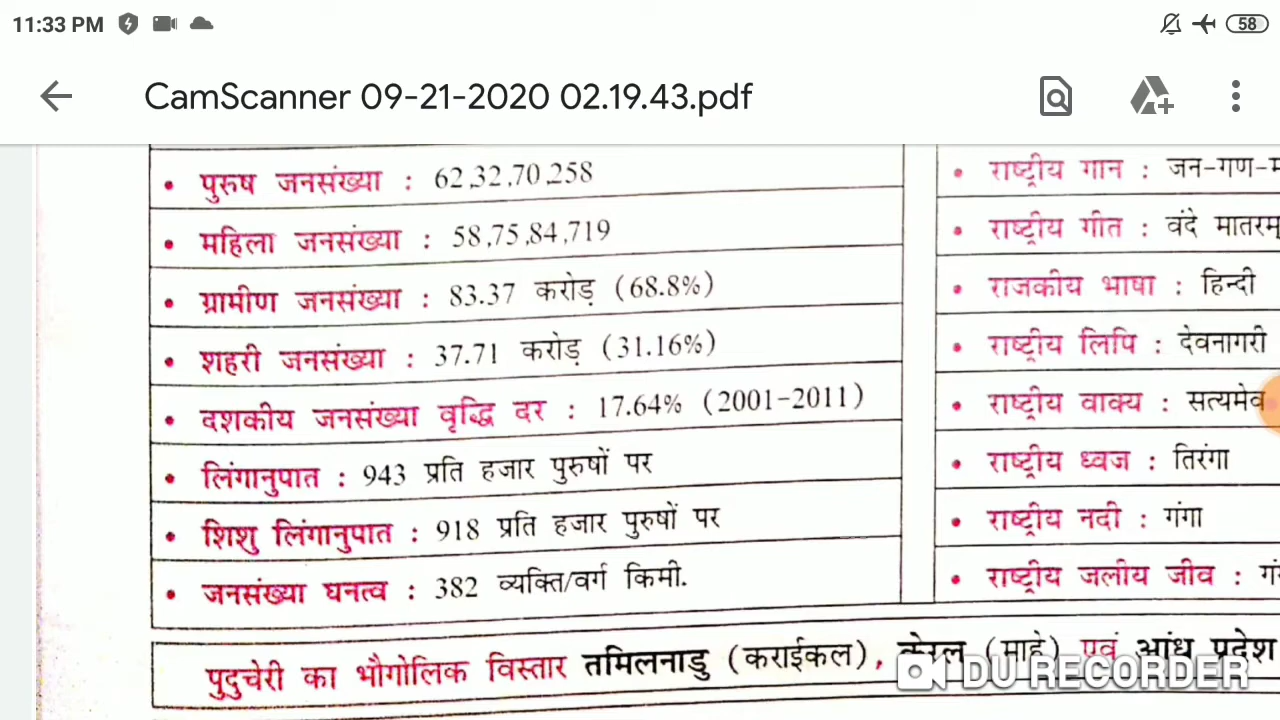 11:33 PM 58
CamScanner 09-21-2020 02.19.43.pdf
• पुरुष जनसंख्या : 62,32,70,258
• महिला जनसंख्या : 58,75,84,719
• ग्रामीण जनसंख्या : 83.37 करोड़ (68.8%)
• शहरी जनसंख्या : 37.71 करोड़ (31.16%)
• दशकीय जनसंख्या वृद्धि दर : 17.64% (2001-2011)
• लिंगानुपात : 943 प्रति हजार पुरुषों पर
• शिशु लिंगानुपात : 918 प्रति हजार पुरुषों पर
• जनसंख्या घनत्व : 382 व्यक्ति/वर्ग किमी.
• राष्ट्रीय गान : जन-गण-
• राष्ट्रीय गीत : वंदे मातरम्
• राजकीय भाषा : हिन्दी
• राष्ट्रीय लिपि : देवनागरी
• राष्ट्रीय वाक्य : सत्यमेव
• राष्ट्रीय ध्वज : तिरंगा
• राष्ट्रीय नदी : गंगा
• राष्ट्रीय जलीय जीव :
पुदुचेरी का भौगोलिक विस्तार तमिलनाडु (कराईकल), केरल (माहे) एवं आंध्र प्रदेश
DU RECORDER